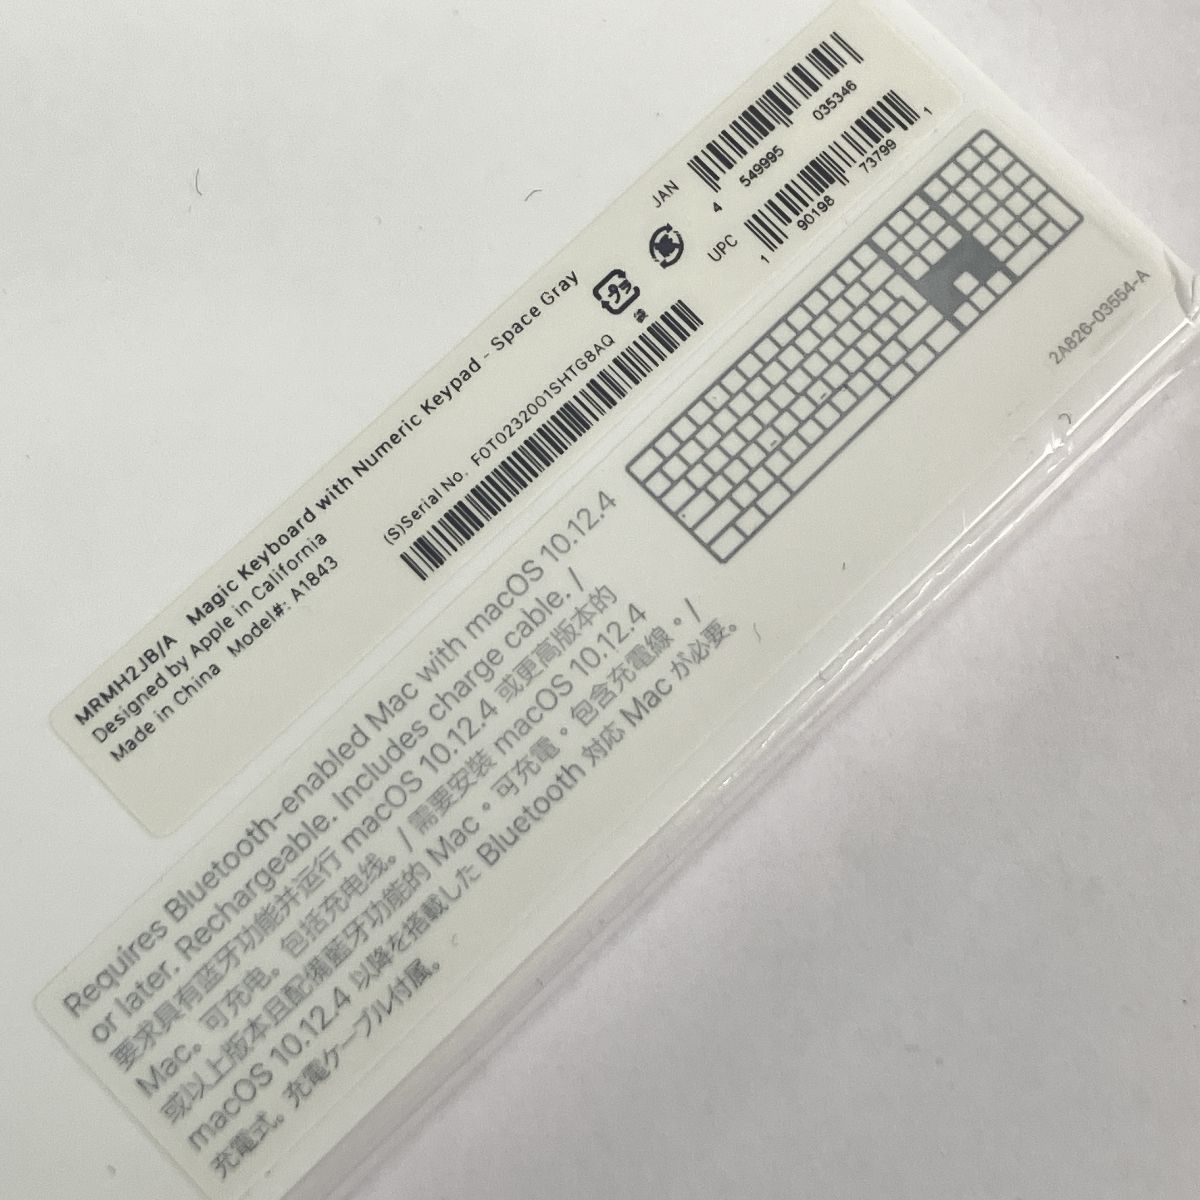 MRMH2JB/A Magic Keyboard with Numeric Keypad - Space Gray
Designed by Apple in California
Made in China Model#: A1843
(S)Serial No. F0T0232001SHTG8AQ
プラ
JAN
4 549995 035346
UPC
1 90198 73799 1
Requires Bluetooth-enabled Mac with macOS 10.12.4
or later. Rechargeable. Includes charge cable. /
要求具有蓝牙功能并运行 macOS 10.12.4 或更高版本的
Mac。可充电。包括充电线。/ 需要安裝 macOS 10.12.4
或以上版本且配備藍牙功能的 Mac。可充電。包含充電線。/
macOS 10.12.4 以降を搭載した Bluetooth 対応 Mac が必要。
充電式。充電ケーブル付属。
2A826-03554-A